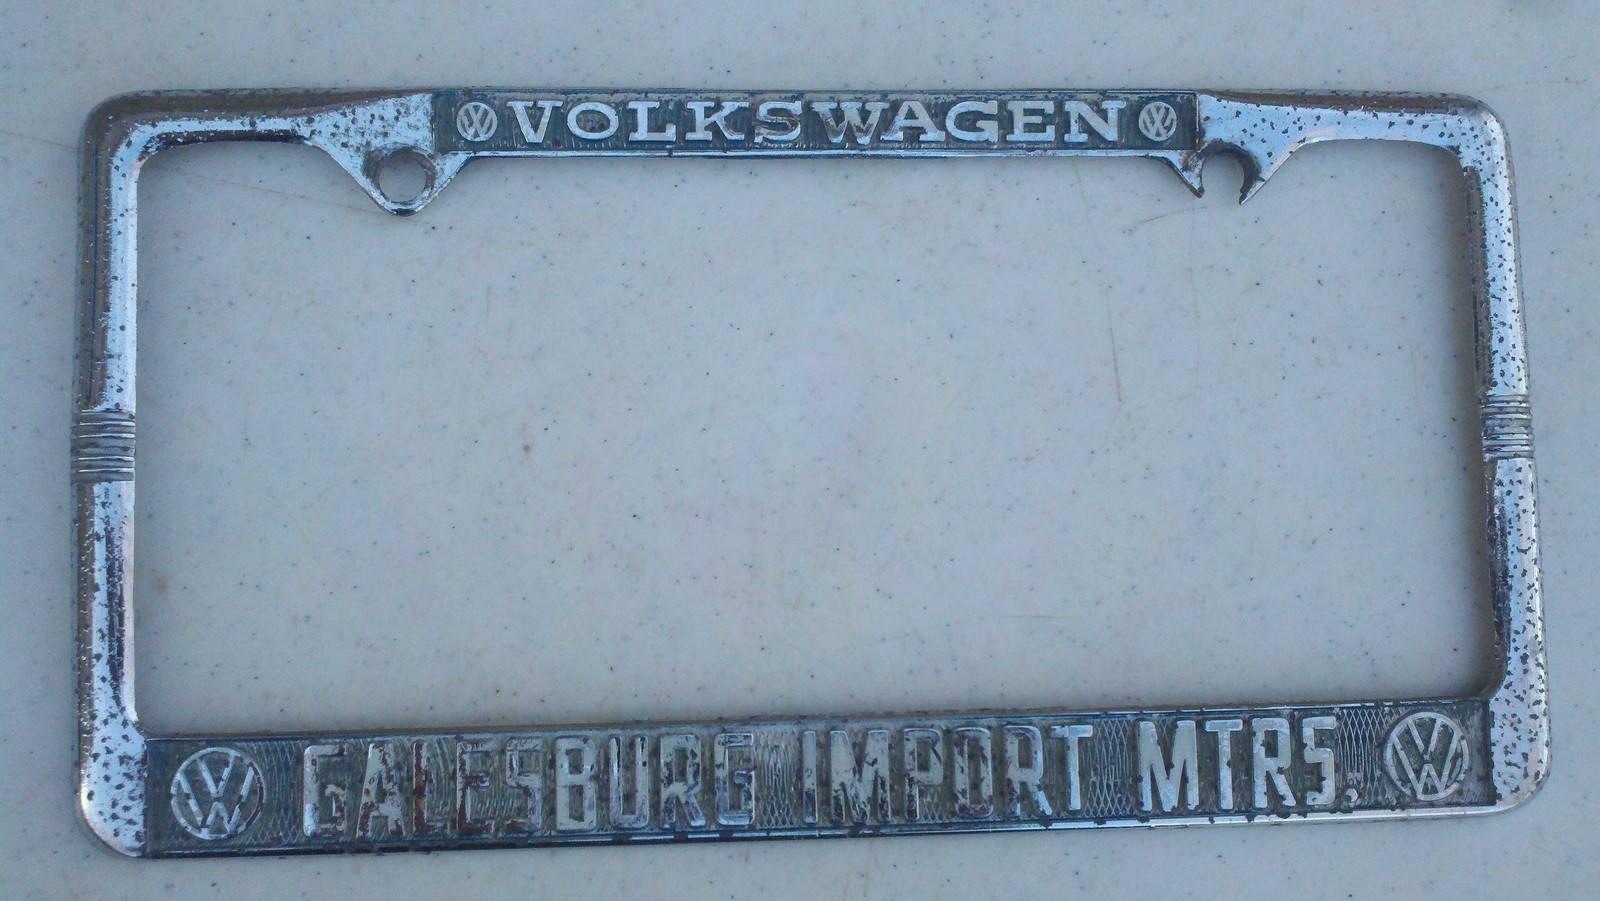 VOLKSWAGEN
GALESBURG IMPORT MTRS.